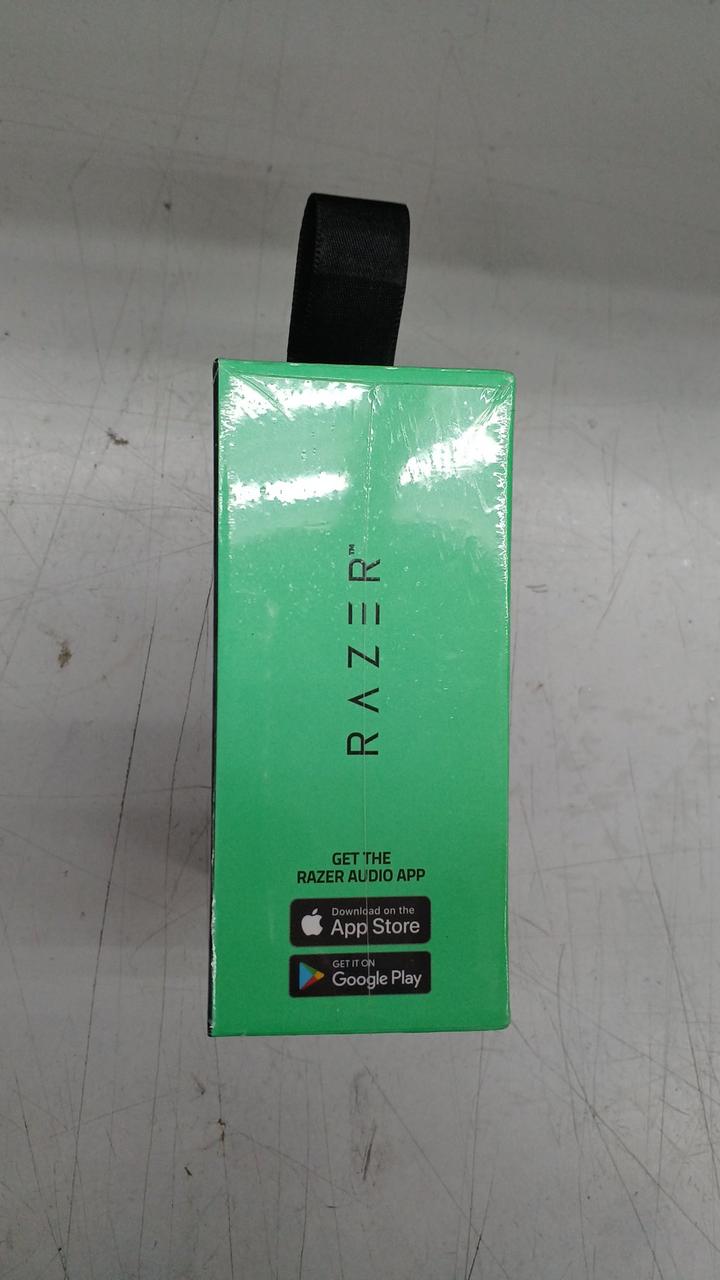 RAZER™
GET THE
RAZER AUDIO APP
Download on the
App Store
GET IT ON
Google Play